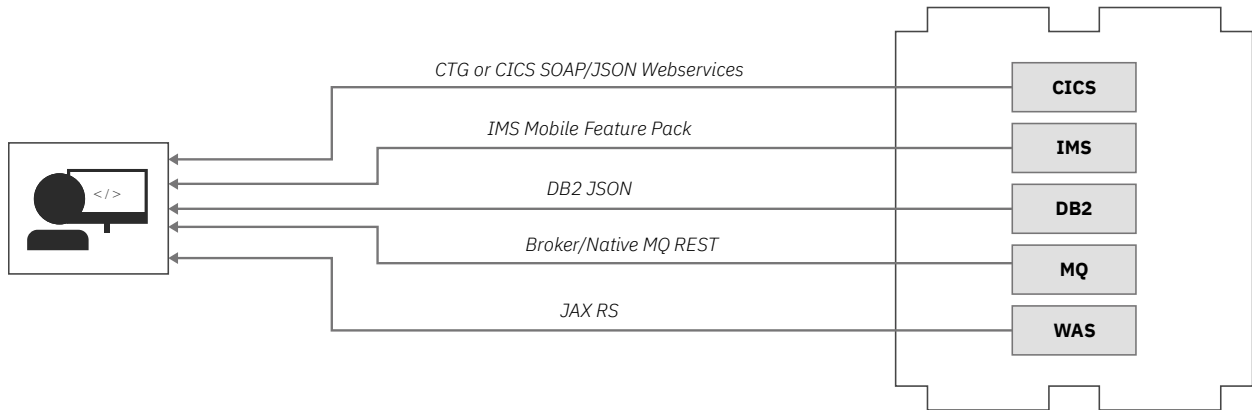 CTG or CICS SOAP/JSON Webservices
CICS
IMS Mobile Feature Pack
IMS
</>
DB2 JSON
DB2
Broker/Native MQ REST
MQ
JAX RS
WAS